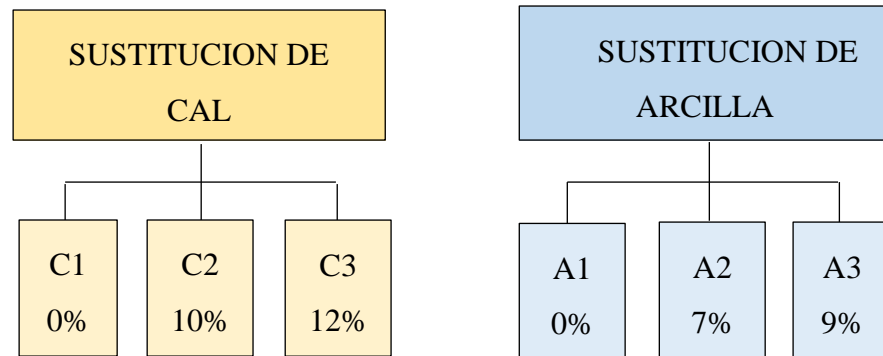 SUSTITUCION DE
CAL
C1
0%
C2
10%
C3
12%
SUSTITUCION DE
ARCILLA
A1
0%
A2
7%
A3
9%